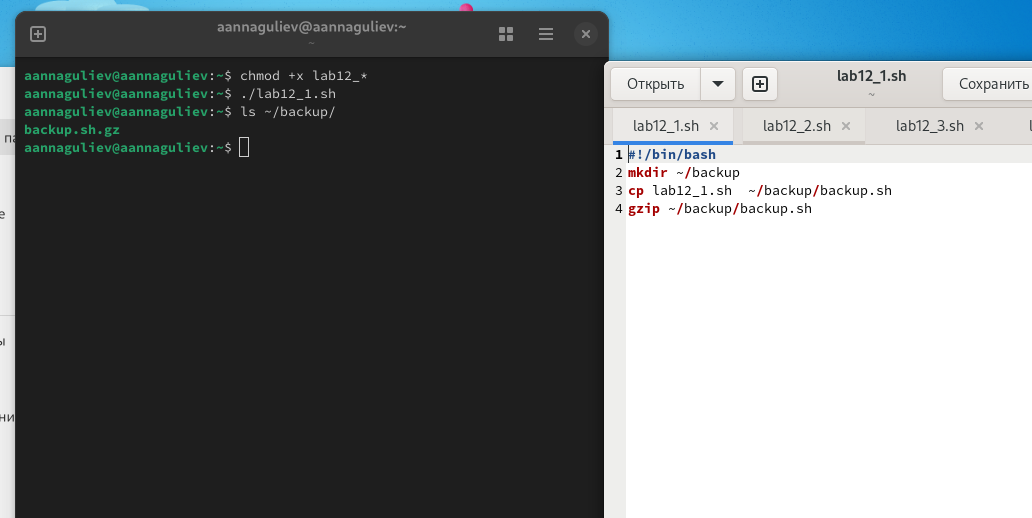 aannaguliev@aannaguliev:~
~
aannaguliev@aannaguliev:~$ chmod +x lab12_*
aannaguliev@aannaguliev:~$ ./lab12_1.sh
aannaguliev@aannaguliev:~$ ls ~/backup/
backup.sh.gz
aannaguliev@aannaguliev:~$
Открыть
lab12_1.sh
~
Сохранить
lab12_1.sh
lab12_2.sh
lab12_3.sh
1 #!/bin/bash
2 mkdir ~/backup
3 cp lab12_1.sh  ~/backup/backup.sh
4 gzip ~/backup/backup.sh